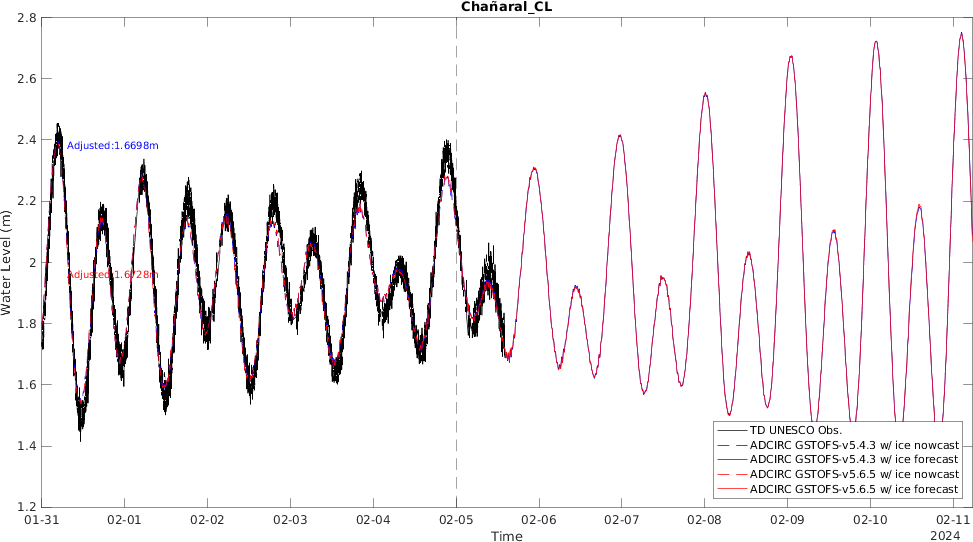 Chañaral_CL
2.8
2.6
2.4
2.2
2
1.8
1.6
1.4
1.2
Water Level (m)
Adjusted:1.6698m
Adjusted:1.6728m
TD UNESCO Obs.
ADCIRC GSTOFS-v5.4.3 w/ ice nowcast
ADCIRC GSTOFS-v5.4.3 w/ ice forecast
ADCIRC GSTOFS-v5.6.5 w/ ice nowcast
ADCIRC GSTOFS-v5.6.5 w/ ice forecast
01-31 02-01 02-02 02-03 02-04 02-05 02-06 02-07 02-08 02-09 02-10 02-11
Time
2024